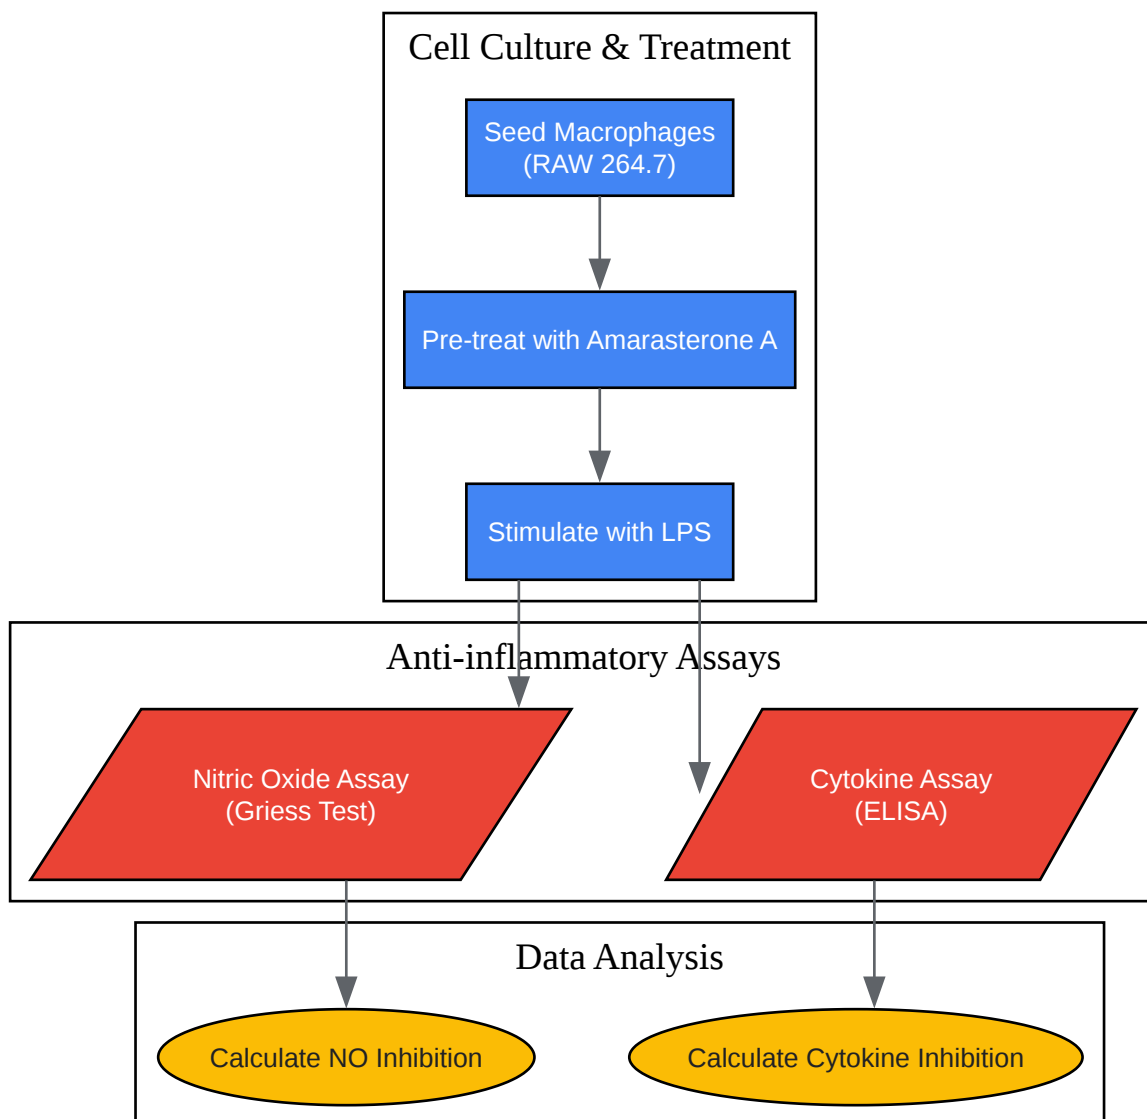 Cell Culture & Treatment
Seed Macrophages
(RAW 264.7)
Pre-treat with Amarasterone A
Stimulate with LPS
Anti-inflammatory Assays
Nitric Oxide Assay
(Griess Test)
Cytokine Assay
(ELISA)
Data Analysis
Calculate NO Inhibition
Calculate Cytokine Inhibition